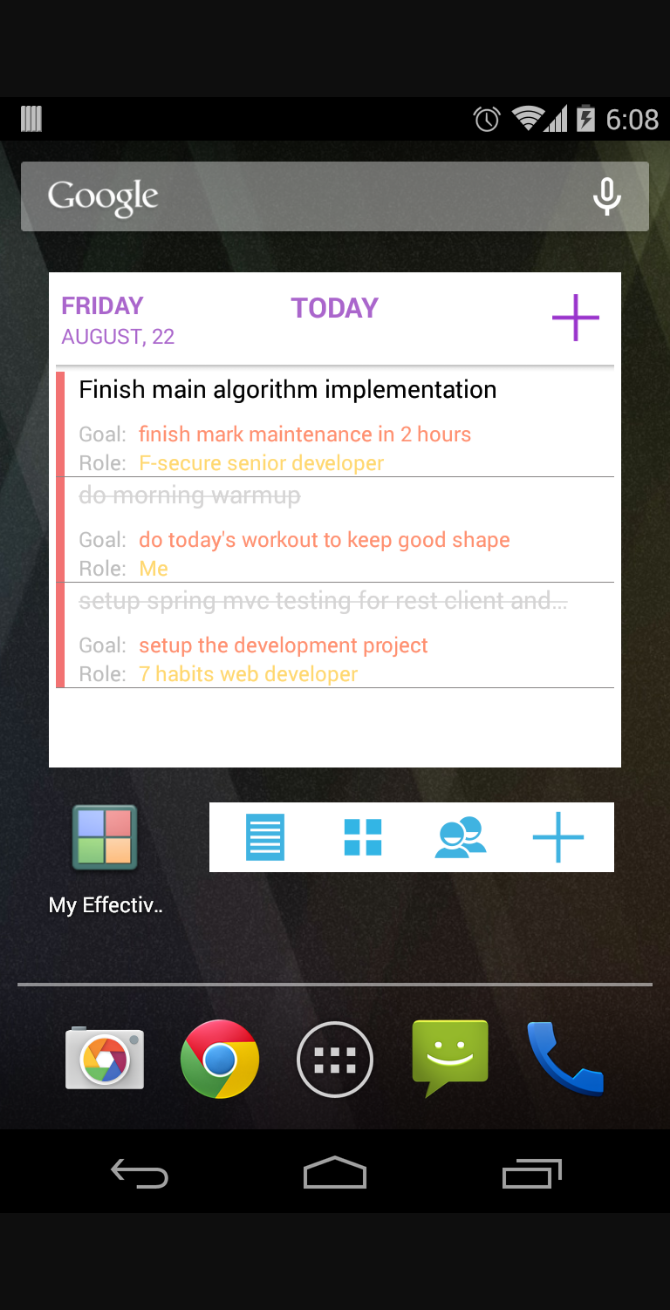 6:08
Google
FRIDAY
TODAY
AUGUST, 22
Finish main algorithm implementation
Goal: finish mark maintenance in 2 hours
Role: F-secure senior developer
do morning warmup
Goal: do today's workout to keep good shape
Role: Me
setup spring mvc testing for rest client and...
Goal: setup the development project
Role: 7 habits web developer
My Effectiv..